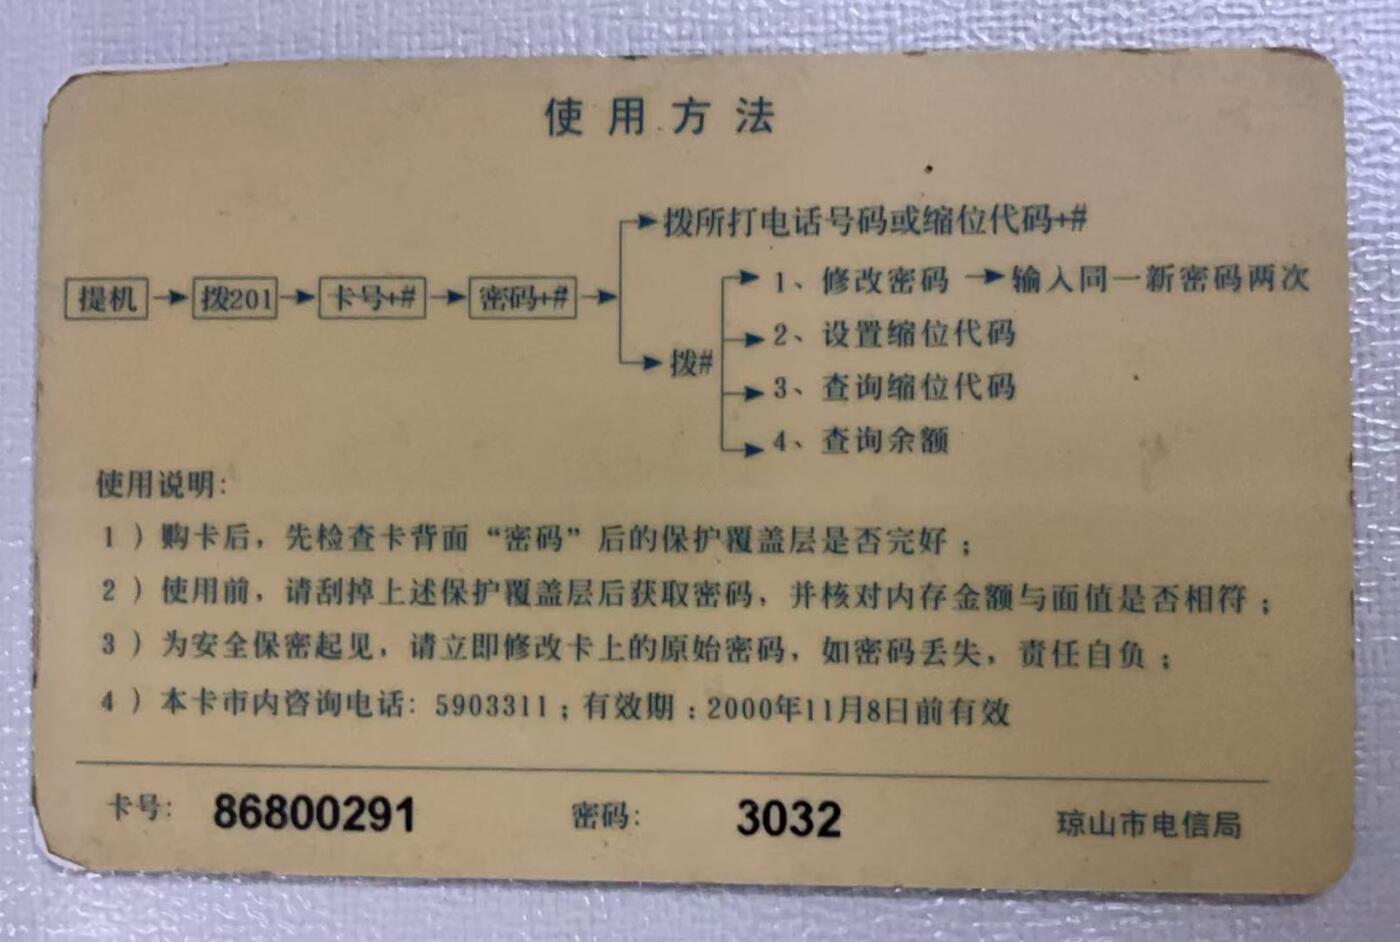 使用方法
拨所打电话号码或缩位代码+#
提机 拨201 卡号+# 密码+#
拨#
1、修改密码 输入同一新密码两次
2、设置缩位代码
3、查询缩位代码
4、查询余额
使用说明:
1）购卡后，先检查卡背面“密码”后的保护覆盖层是否完好；
2）使用前，请刮掉上述保护覆盖层后获取密码，并核对内存金额与面值是否相符；
3）为安全保密起见，请立即修改卡上的原始密码，如密码丢失，责任自负；
4）本卡市内咨询电话: 5903311；有效期:2000年11月8日前有效
卡号: 86800291 密码: 3032 琼山市电信局